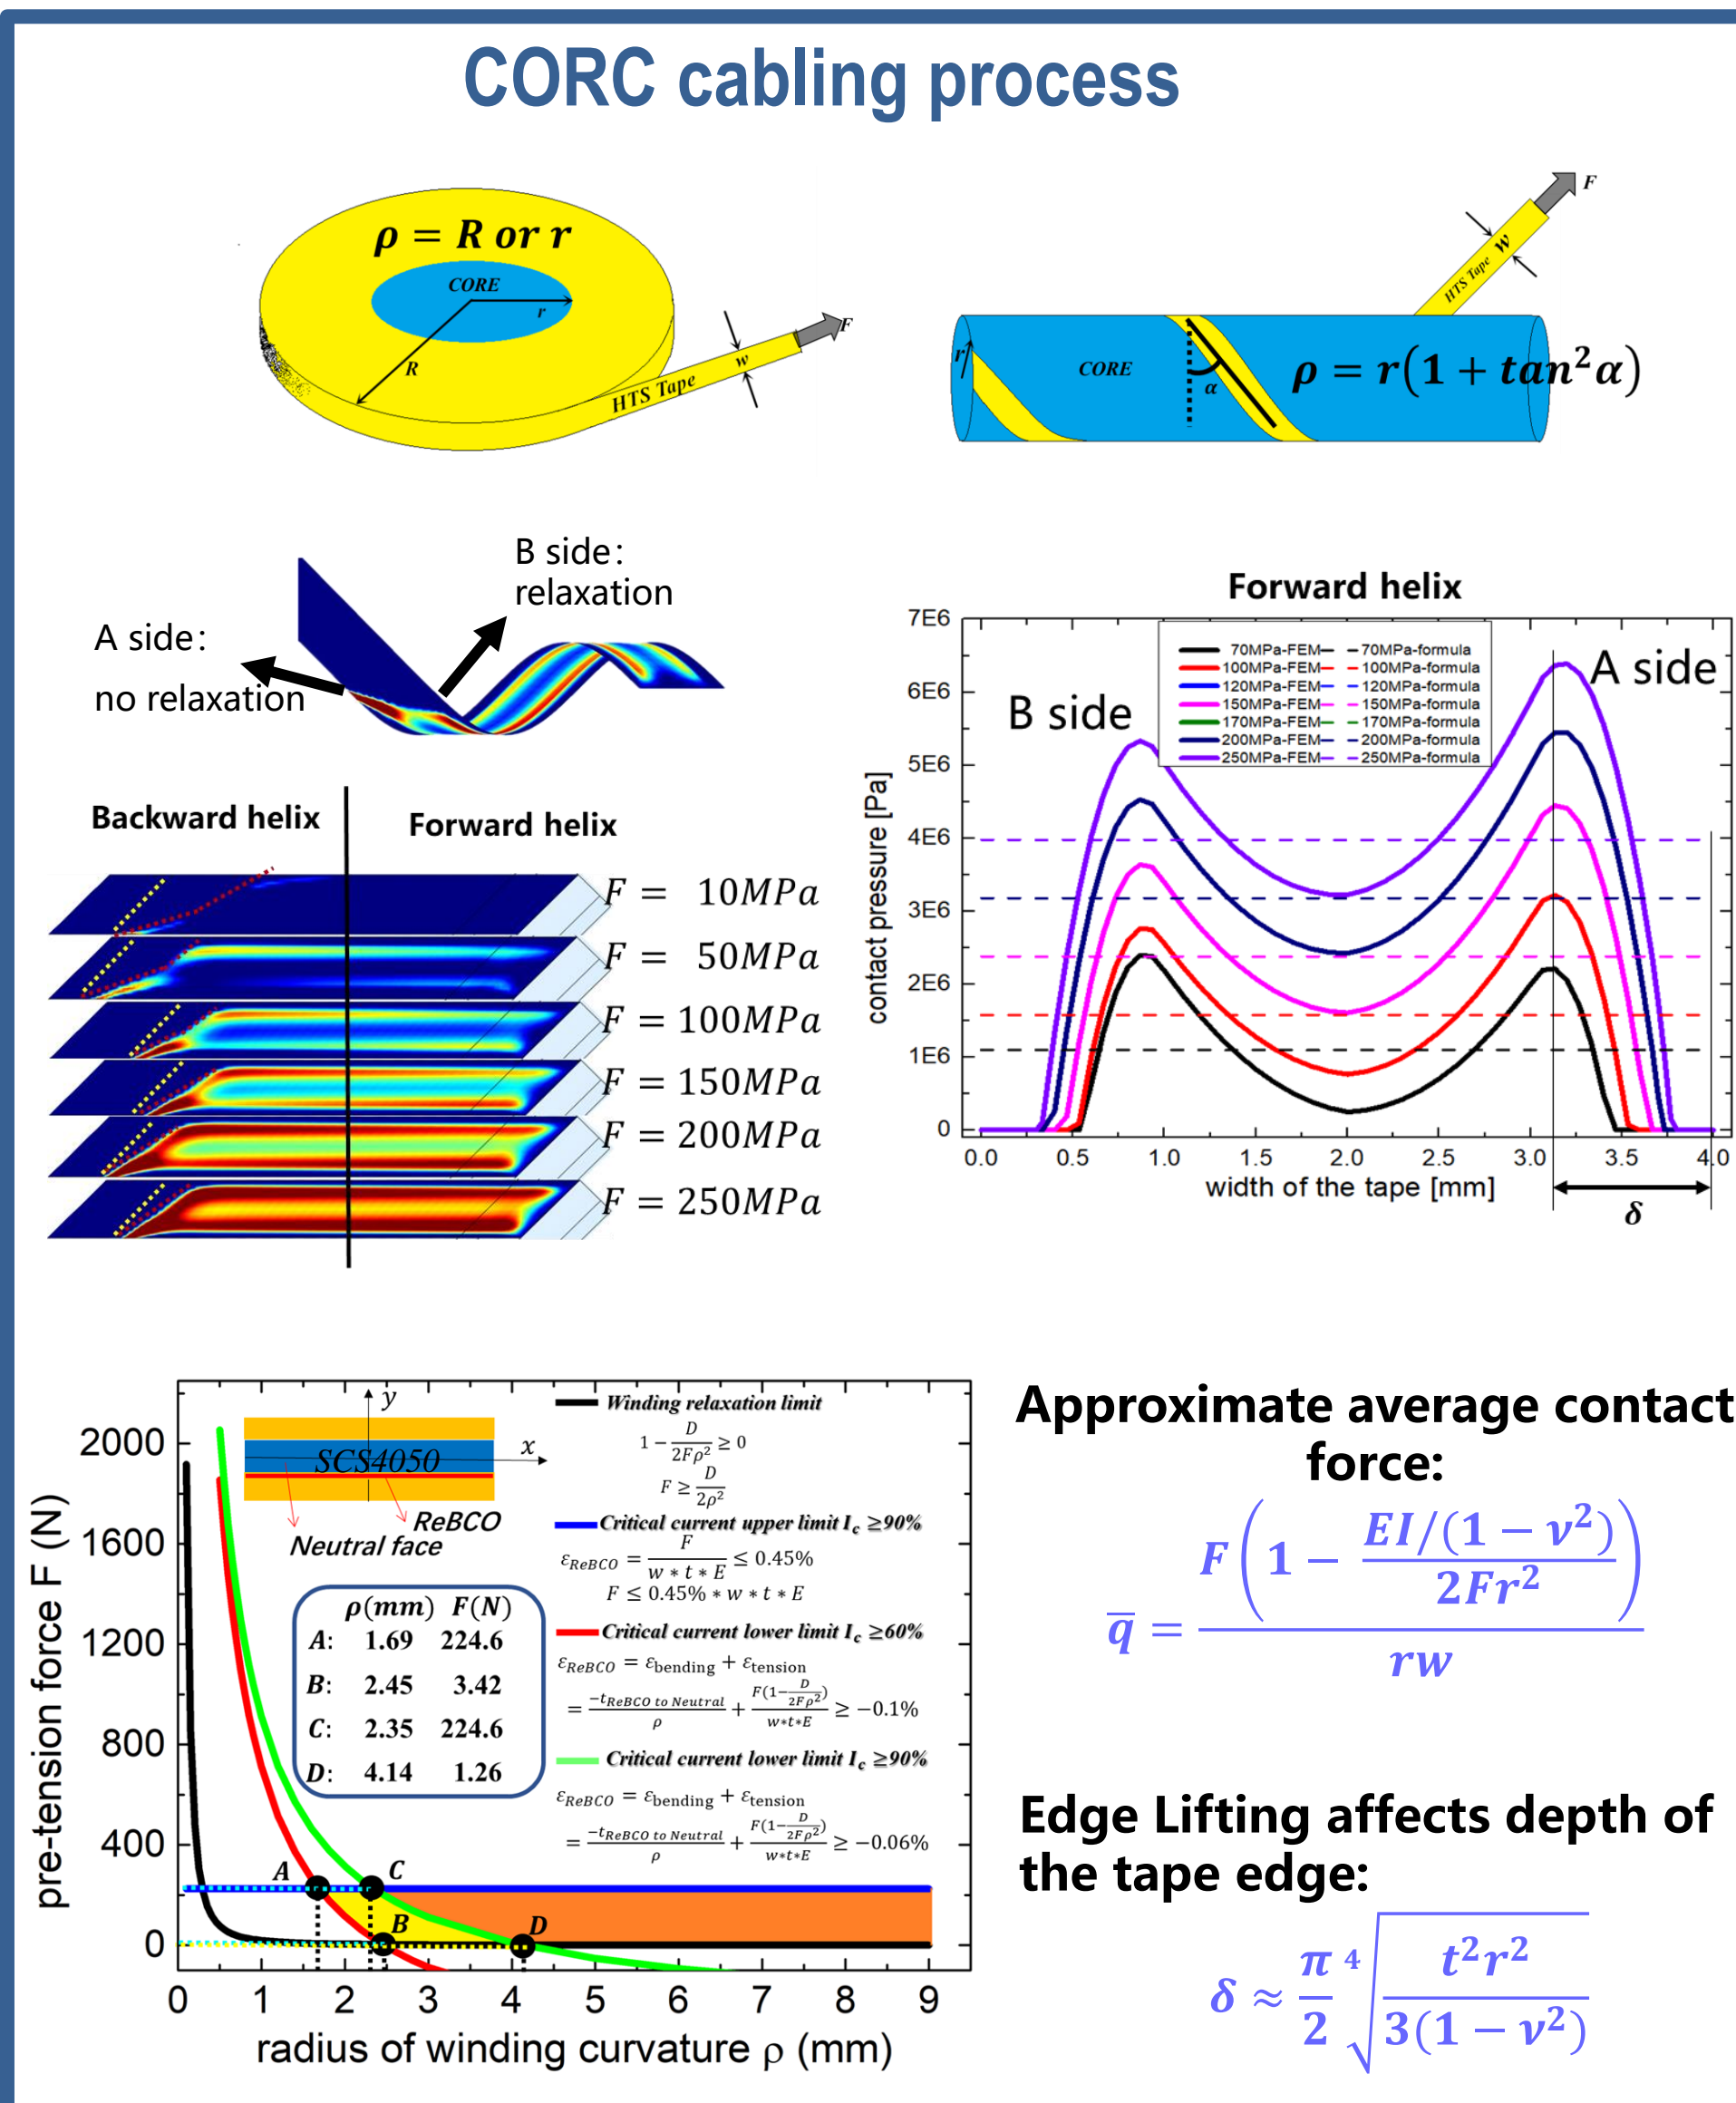 CORC cabling process
ρ = R or r
CORE
r
R
HTS Tape
w
F
F
w
HTS Tape
r
CORE
α
ρ = r(1 + tan²α)
B side:
relaxation
A side:
no relaxation
Backward helix
Forward helix
F = 10MPa
F = 50MPa
F = 100MPa
F = 150MPa
F = 200MPa
F = 250MPa
Forward helix
7E6
6E6
5E6
4E6
3E6
2E6
1E6
0
contact pressure [Pa]
70MPa-FEM 70MPa-formula
100MPa-FEM 100MPa-formula
120MPa-FEM 120MPa-formula
150MPa-FEM 150MPa-formula
170MPa-FEM 170MPa-formula
200MPa-FEM 200MPa-formula
250MPa-FEM 250MPa-formula
B side
A side
0.0 0.5 1.0 1.5 2.0 2.5 3.0 3.5 4.0
width of the tape [mm]
δ
2000
1600
1200
800
400
0
pre-tension force F (N)
y
x
SCS4050
ReBCO
Neutral face
ρ(mm) F(N)
A: 1.69 224.6
B: 2.45 3.42
C: 2.35 224.6
D: 4.14 1.26
Winding relaxation limit
1 − D/2Fρ² ≥ 0
F ≥ D/2ρ²
Critical current upper limit I_c ≥90%
ε_ReBCO = F/(w * t * E) ≤ 0.45%
F ≤ 0.45% * w * t * E
Critical current lower limit I_c ≥60%
ε_ReBCO = ε_bending + ε_tension
= −t_ReBCO to Neutral/ρ + F(1−D/2Fρ²)/(w*t*E) ≥ −0.1%
Critical current lower limit I_c ≥90%
ε_ReBCO = ε_bending + ε_tension
= −t_ReBCO to Neutral/ρ + F(1−D/2Fρ²)/(w*t*E) ≥ −0.06%
A
C
B
D
0 1 2 3 4 5 6 7 8 9
radius of winding curvature ρ (mm)
Approximate average contact
force:
q̅ = F(1 − (EI/(1 − ν²))/(2Fr²))/(rw)
Edge Lifting affects depth of
the tape edge:
δ ≈ π/2 ⁴√(t²r²/(3(1 − ν²)))